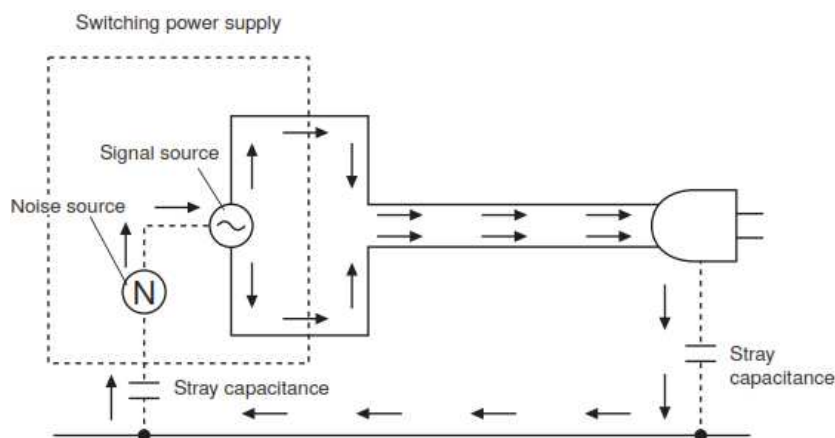 Switching power supply
Signal source
Noise source
N
Stray capacitance
Stray
capacitance